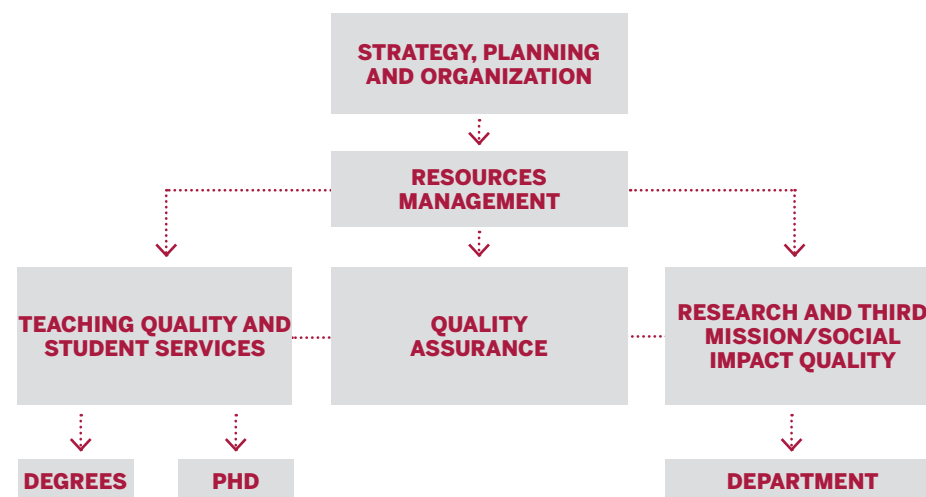 STRATEGY, PLANNING
AND ORGANIZATION
RESOURCES
MANAGEMENT
TEACHING QUALITY AND
STUDENT SERVICES
QUALITY
ASSURANCE
RESEARCH AND THIRD
MISSION/SOCIAL
IMPACT QUALITY
DEGREES
PHD
DEPARTMENT